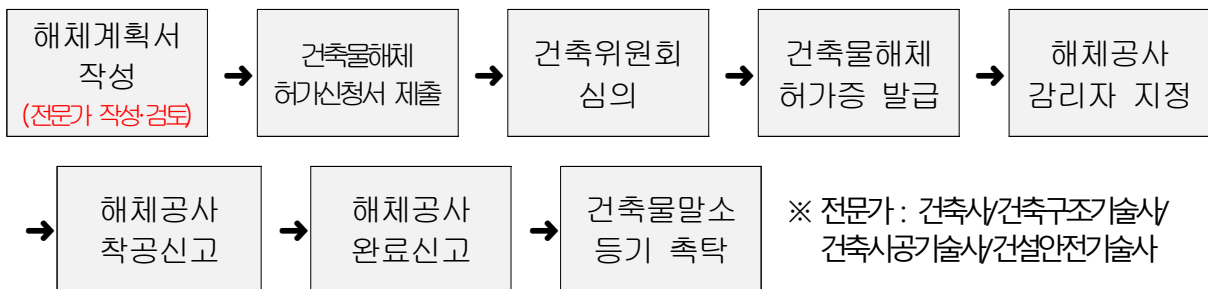 해체계획서
작성
(전문가 작성·검토)
➜
건축물해체
허가신청서 제출
➜
건축위원회
심의
➜
건축물해체
허가증 발급
➜
해체공사
감리자 지정
➜
해체공사
착공신고
➜
해체공사
완료신고
➜
건축물말소
등기 촉탁
※ 전문가 : 건축사/건축구조기술사/
건축시공기술사/건설안전기술사